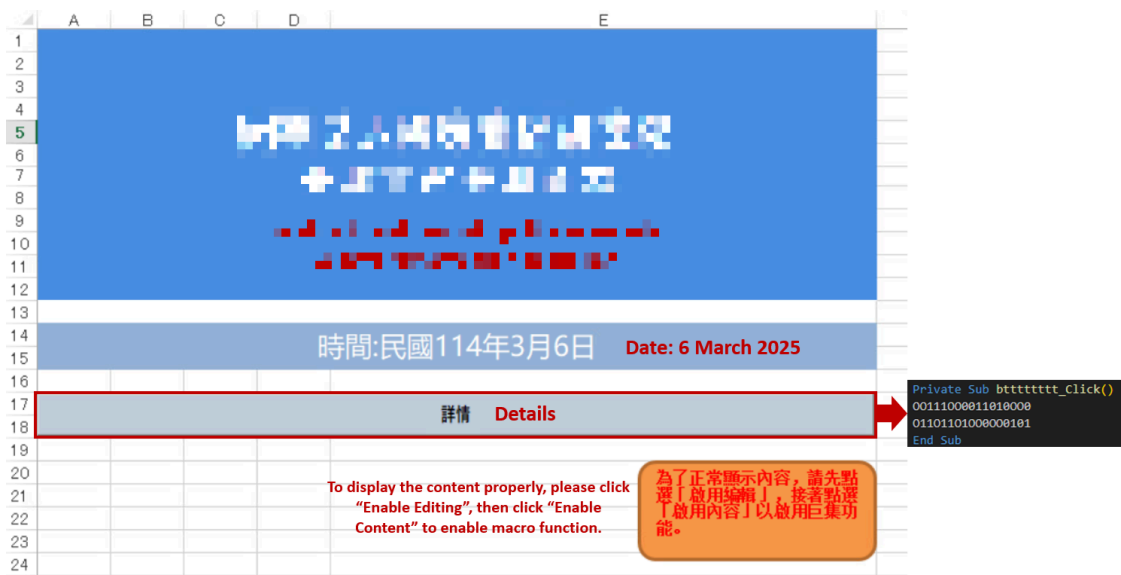 A B C D E
1
2
3
4
5
6
7
8
9
10
11
12
13
14
15
時間:民國114年3月6日 Date: 6 March 2025
16
17
18
詳情 Details
Private Sub btttttttt_Click()
OO111OOOO11O1OOOO
O11O11O1OOOOOO1O1
End Sub
19
20
21
22
23
24
To display the content properly, please click
“Enable Editing”, then click “Enable
Content” to enable macro function.
為了正常顯示內容，請先點
選「啟用編輯」，接著點選
「啟用內容」以啟用巨集功
能。